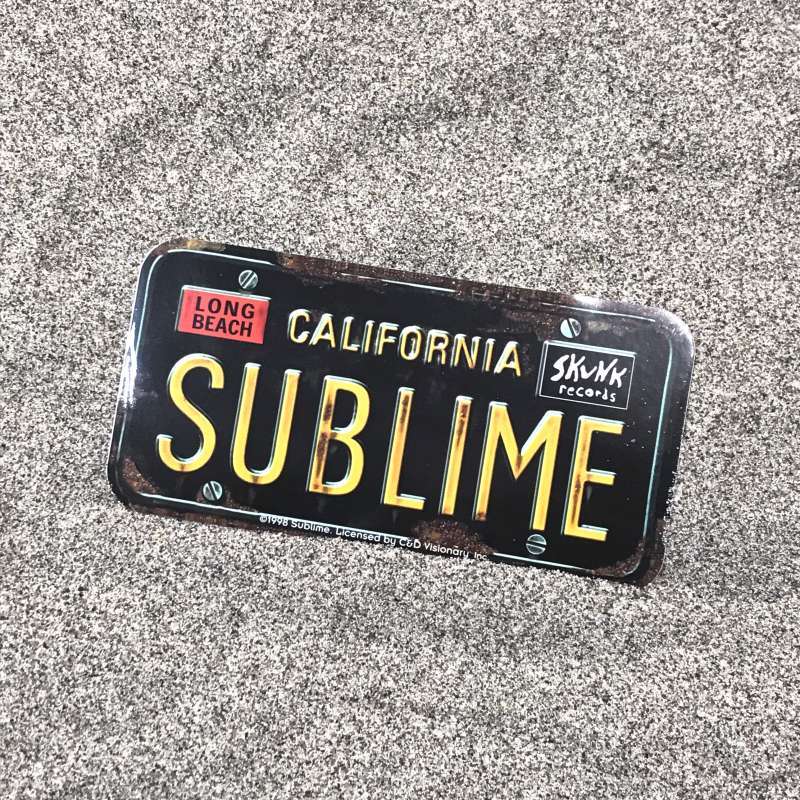 LONG
BEACH
CALIFORNIA
SKUNK
records
SUBLIME
©1998 Sublime. Licensed by C&D Visionary, Inc.